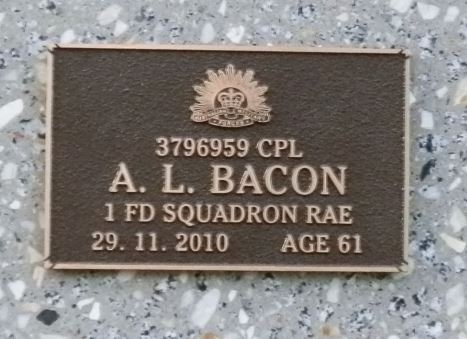 3796959 CPL
A. L. BACON
1 FD SQUADRON RAE
29. 11. 2010 AGE 61